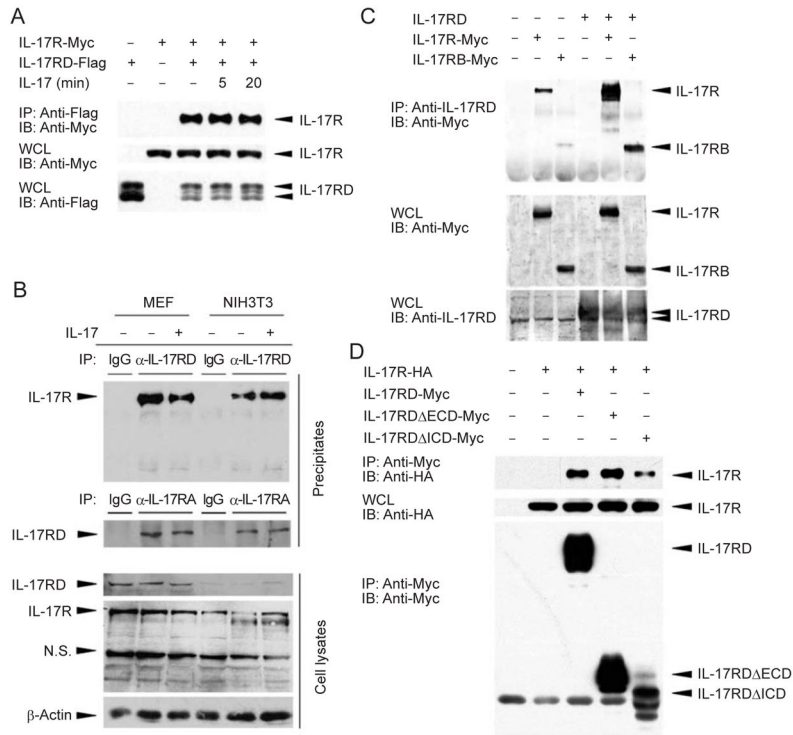 A
IL-17R-Myc – + + + +
IL-17RD-Flag + – + + +
IL-17 (min) – – – 5 20
IP: Anti-Flag
IB: Anti-Myc
IL-17R
WCL
IB: Anti-Myc
IL-17R
WCL
IB: Anti-Flag
IL-17RD
B
MEF NIH3T3
IL-17 – – + – – +
IP: IgG α-IL-17RD IgG α-IL-17RD
IL-17R
IP: IgG α-IL-17RA IgG α-IL-17RA
IL-17RD
Precipitates
IL-17RD
IL-17R
N.S.
β-Actin
Cell lysates
C
IL-17RD – – – + + +
IL-17R-Myc – + – – + –
IL-17RB-Myc – – + – – +
IP: Anti-IL-17RD
IB: Anti-Myc
IL-17R
IL-17RB
WCL
IB: Anti-Myc
IL-17R
IL-17RB
WCL
IB: Anti-IL-17RD
IL-17RD
D
IL-17R-HA – + + + +
IL-17RD-Myc – – + – –
IL-17RDΔECD-Myc – – – + –
IL-17RDΔICD-Myc – – – – +
IP: Anti-Myc
IB: Anti-HA
IL-17R
WCL
IB: Anti-HA
IL-17R
IL-17RD
IP: Anti-Myc
IB: Anti-Myc
IL-17RDΔECD
IL-17RDΔICD